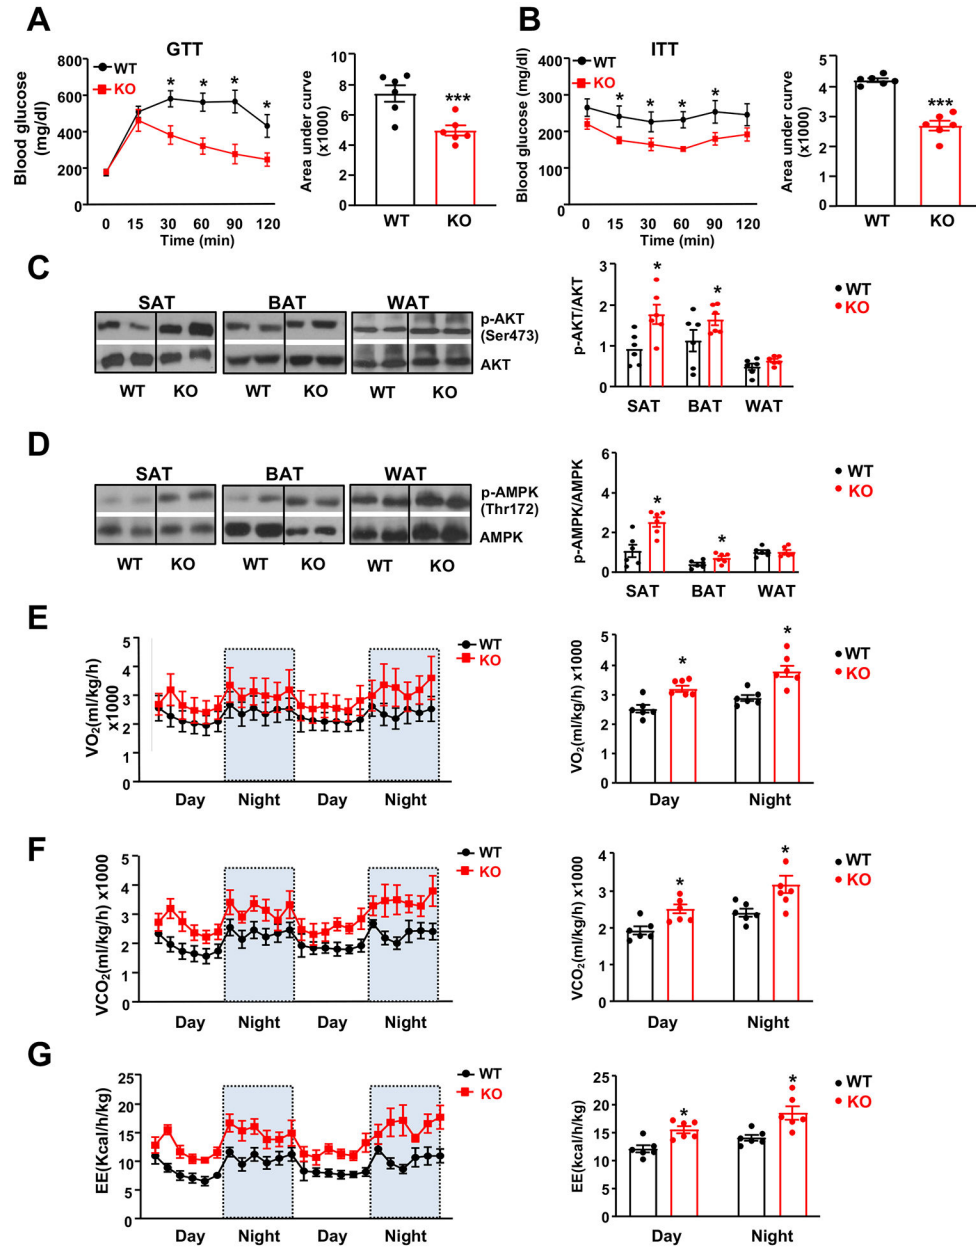 A
GTT
Blood glucose
(mg/dl)
800
600
400
200
0
WT
KO
* * * *
0 15 30 60 90 120
Time (min)
Area under curve
(x1000)
10
8
6
4
2
0
***
WT KO
B
ITT
Blood glucose (mg/dl)
400
300
200
100
0
WT
KO
* * * *
0 15 30 60 90 120
Time (min)
Area under curve
(x1000)
5
4
3
2
1
0
***
WT KO
C
SAT BAT WAT
p-AKT
(Ser473)
AKT
WT KO WT KO WT KO
p-AKT/AKT
3
2
1
0
* *
SAT BAT WAT
WT
KO
D
SAT BAT WAT
p-AMPK
(Thr172)
AMPK
WT KO WT KO WT KO
p-AMPK/AMPK
6
4
2
0
* *
SAT BAT WAT
WT
KO
E
VO2(ml/kg/h)
x1000
5
4
3
2
1
0
WT
KO
Day Night Day Night
VO2(ml/kg/h) x1000
5
4
3
2
1
0
* *
Day Night
WT
KO
F
VCO2(ml/kg/h) x1000
5
4
3
2
1
0
WT
KO
Day Night Day Night
VCO2(ml/kg/h) x1000
4
3
2
1
0
* *
Day Night
WT
KO
G
EE(Kcal/h/kg)
25
20
15
10
5
0
WT
KO
Day Night Day Night
EE(kcal/h/kg)
25
20
15
10
5
0
* *
Day Night
WT
KO